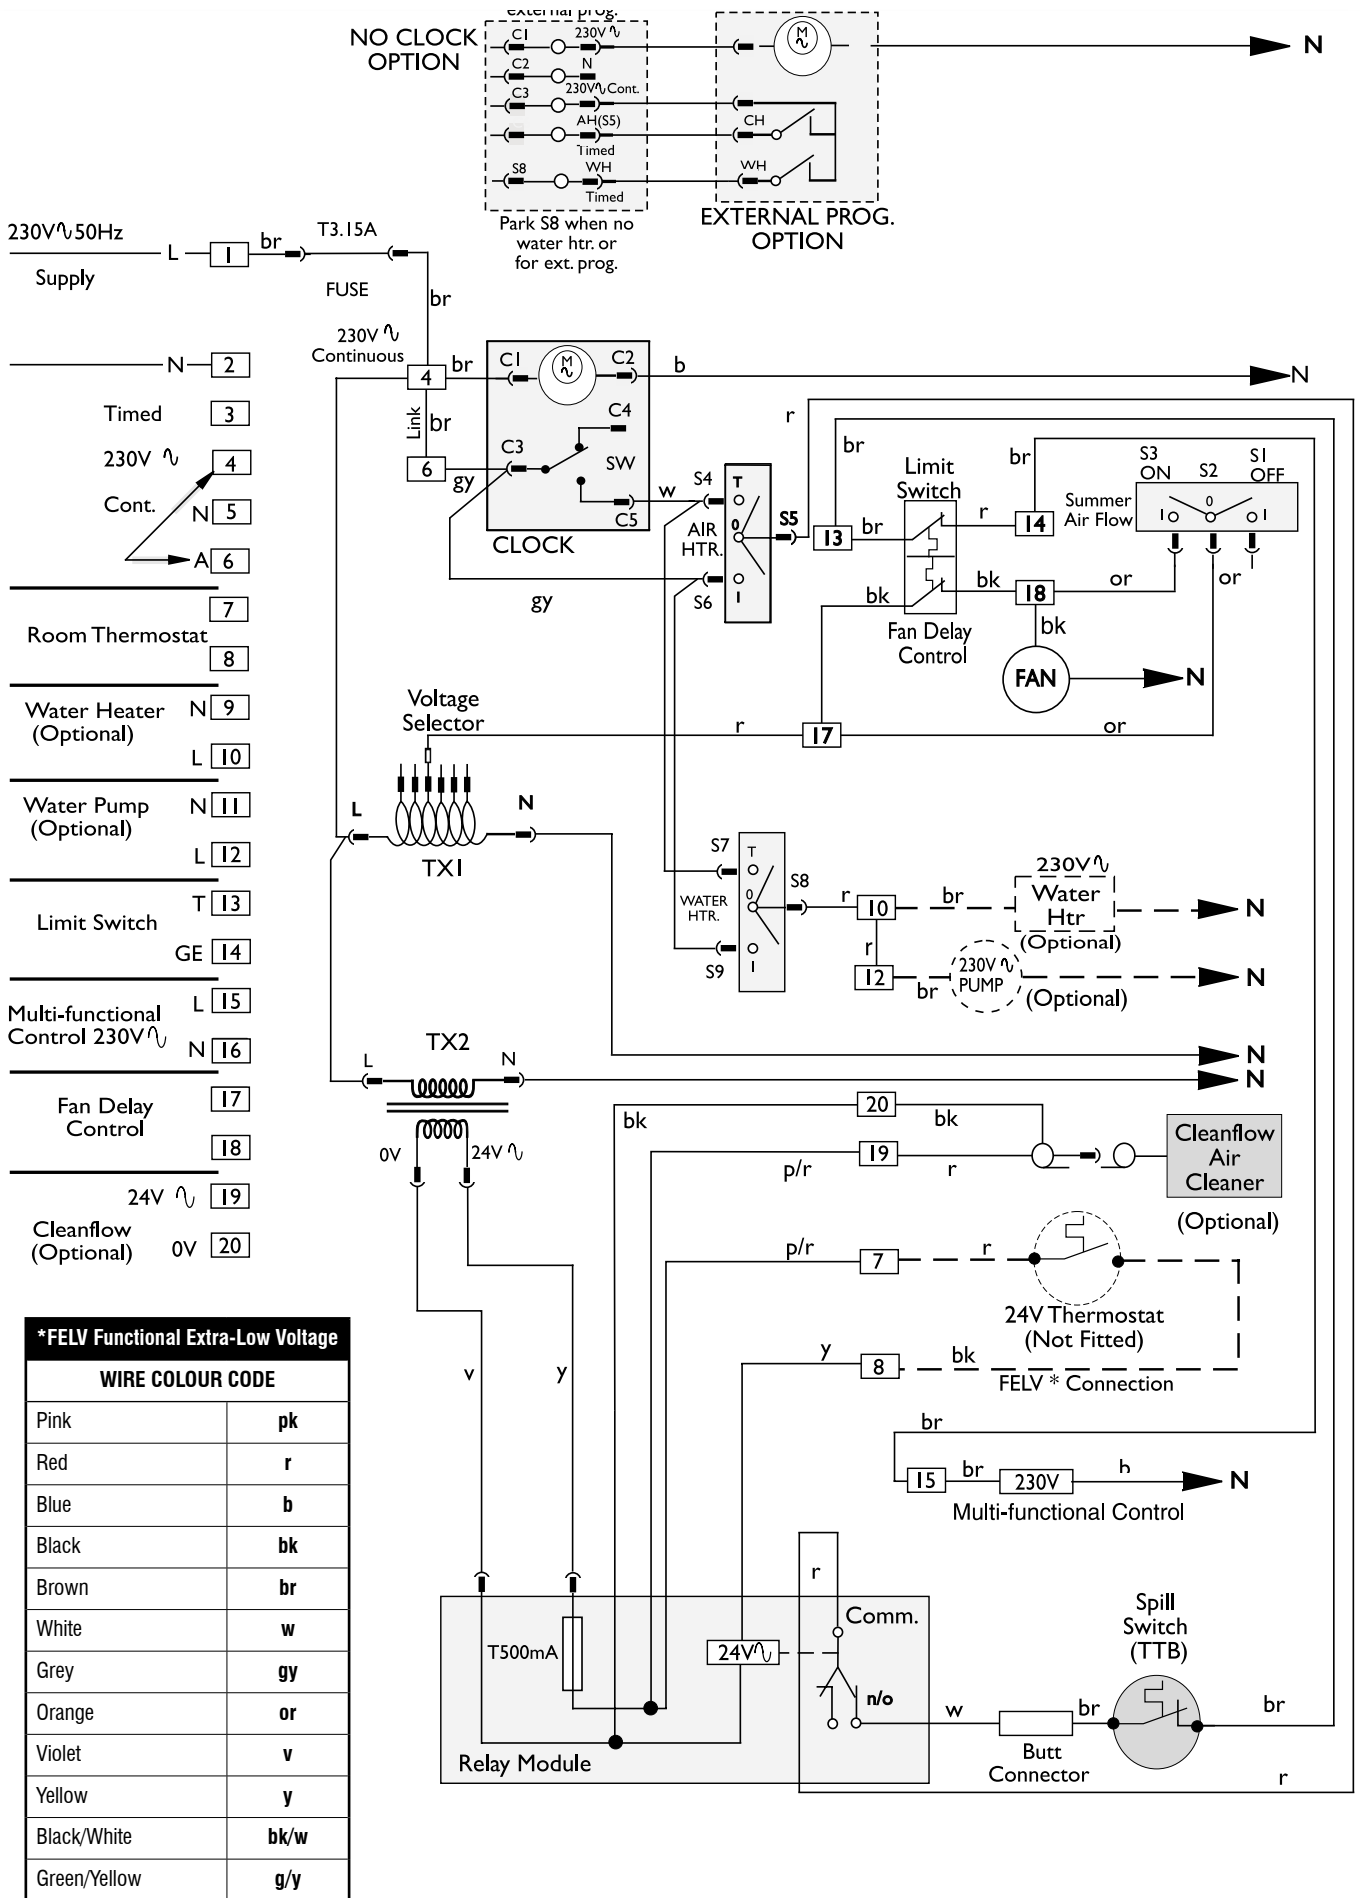 external prog.
NO CLOCK
OPTION
C1
230V
C2
N
C3
230V Cont.
AH(S5)
Timed
S8
WH
Timed
Park S8 when no
water htr. or
for ext. prog.
M
CH
WH
EXTERNAL PROG.
OPTION
N
230V 50Hz
L
1
br
T3.15A
Supply
FUSE
br
230V
Continuous
N
2
4
br
C1
M
C2
b
N
Timed
3
Link
br
C4
r
230V
4
6
gy
C3
SW
Cont.
N
5
C5
w
CLOCK
A
6
gy
S4
T
0
AIR
HTR.
S5
S6
I
br
13
br
Limit
Switch
r
br
14
S3
ON
S2
S1
OFF
Summer
Air Flow
I
0
I
or
or
bk
bk
18
bk
Fan Delay
Control
FAN
N
7
Room Thermostat
8
Water Heater
(Optional)
N
9
L
10
Voltage
Selector
r
17
or
Water Pump
(Optional)
N
11
L
12
L
N
TX1
Limit Switch
T
13
GE
14
S7
T
0
WATER
HTR.
S8
S9
I
r
10
br
230V
Water
Htr
(Optional)
N
r
12
br
230V
PUMP
(Optional)
N
Multi-functional
Control 230V
L
15
N
16
TX2
L
N
N
N
Fan Delay
Control
17
18
0V
24V
bk
20
bk
p/r
19
r
Cleanflow
Air
Cleaner
(Optional)
24V
19
Cleanflow
(Optional)
0V
20
p/r
7
r
24V Thermostat
(Not Fitted)
y
8
bk
FELV * Connection
v
y
br
15
br
230V
b
N
Multi-functional Control
*FELV Functional Extra-Low Voltage
WIRE COLOUR CODE
Pink pk
Red r
Blue b
Black bk
Brown br
White w
Grey gy
Orange or
Violet v
Yellow y
Black/White bk/w
Green/Yellow g/y
r
Comm.
T500mA
24V
n/o
Relay Module
w
Butt
Connector
br
Spill
Switch
(TTB)
br
r